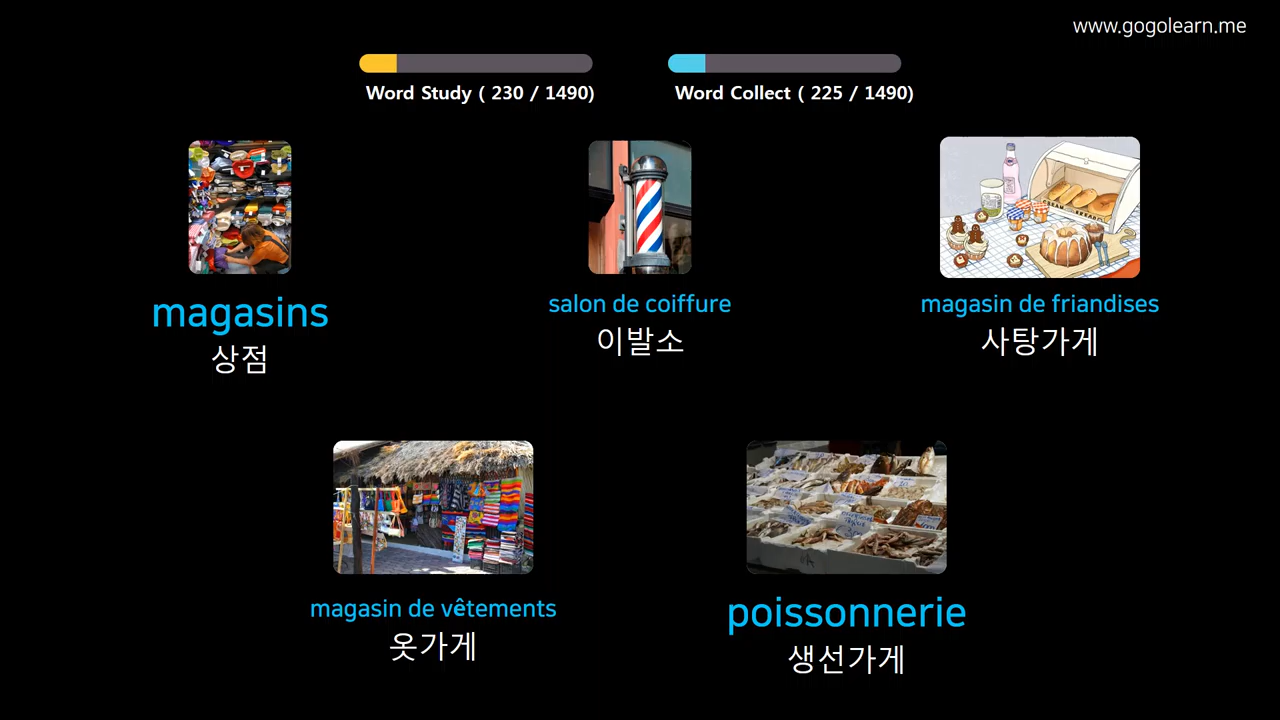 www.gogolearn.me
Word Study ( 230 / 1490)
Word Collect ( 225 / 1490)
magasins
상점
salon de coiffure
이발소
magasin de friandises
사탕가게
magasin de vêtements
옷가게
poissonnerie
생선가게